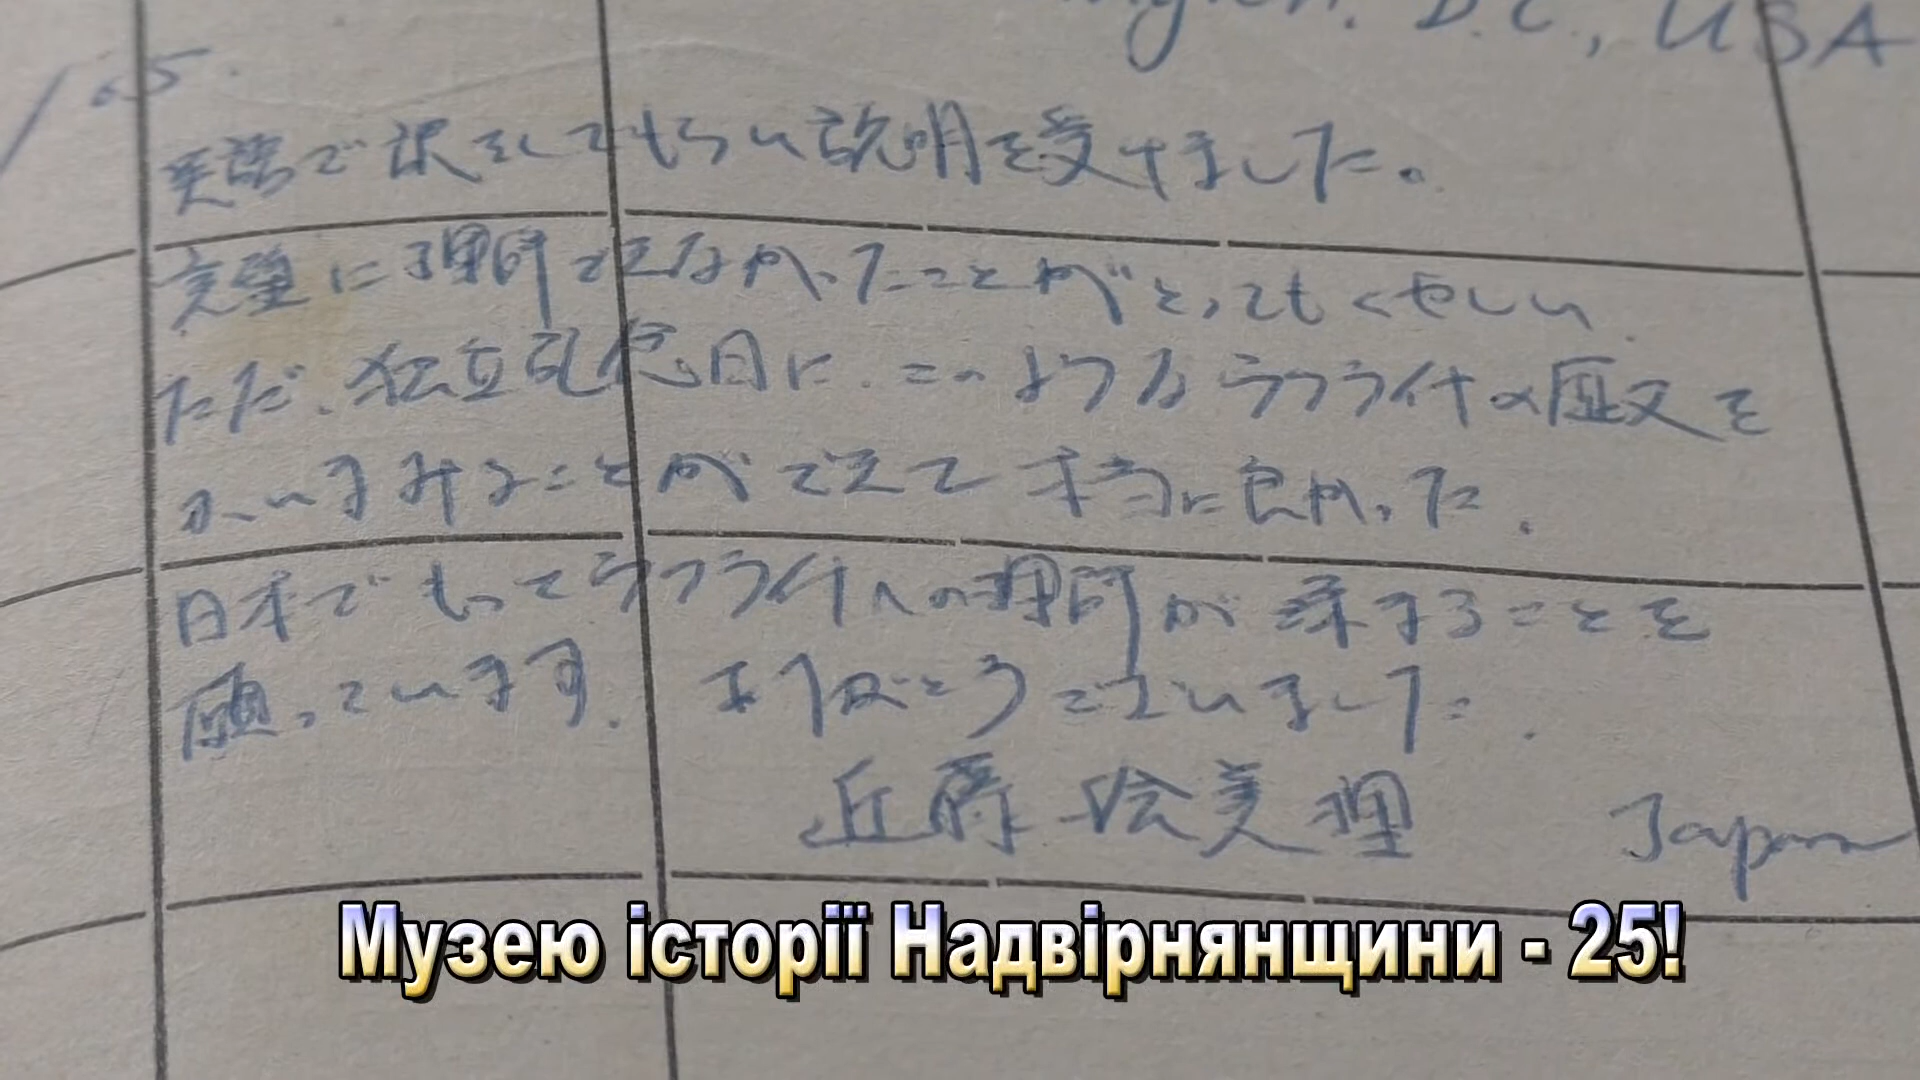 D.C., USA
英語で訳をしてもらい説明を受けました。
完璧に理解できなかったことがとってもくやしい
ただ、独立記念日に、このようなウクライナの歴史を
かいまみることができて本当に良かった。
日本でもってウクライナへの理解が深まることを
願っています。ありがとうございました。
近藤 絵美理 Japan
Музею історії Надвірнянщини - 25!